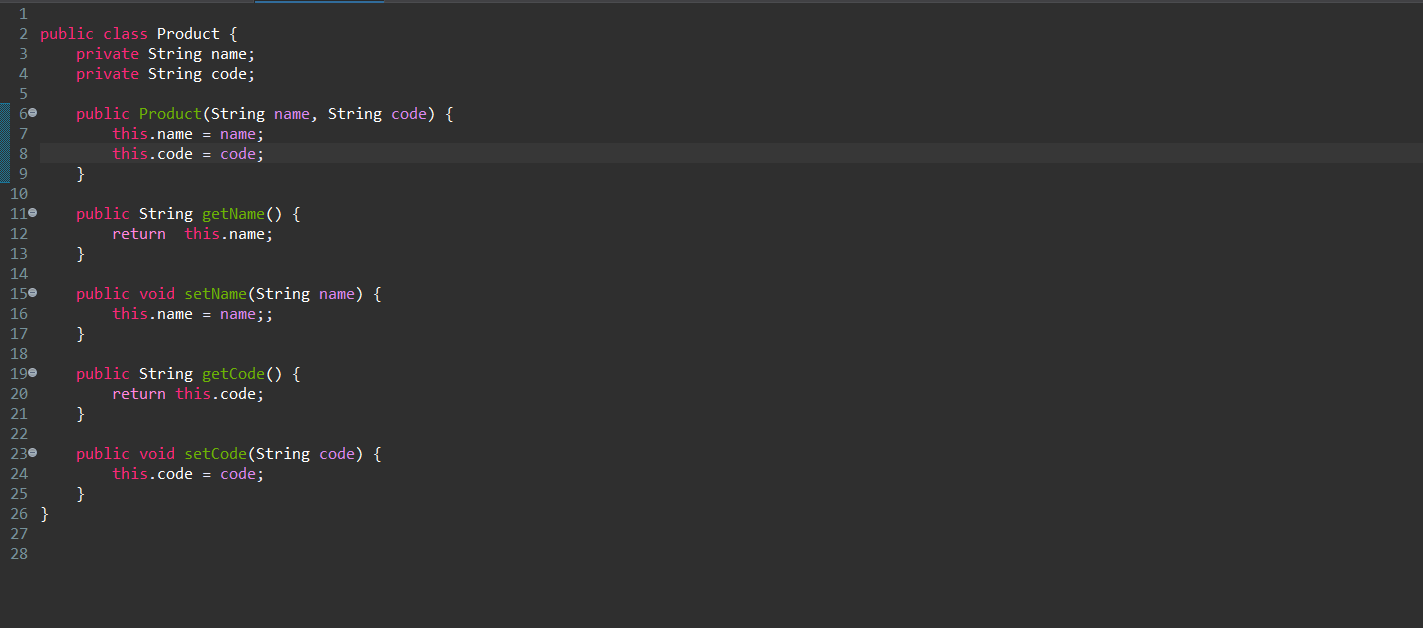 1
2 public class Product {
3     private String name;
4     private String code;
5
6     public Product(String name, String code) {
7         this.name = name;
8         this.code = code;
9     }
10
11     public String getName() {
12         return  this.name;
13     }
14
15     public void setName(String name) {
16         this.name = name;;
17     }
18
19     public String getCode() {
20         return this.code;
21     }
22
23     public void setCode(String code) {
24         this.code = code;
25     }
26 }
27
28